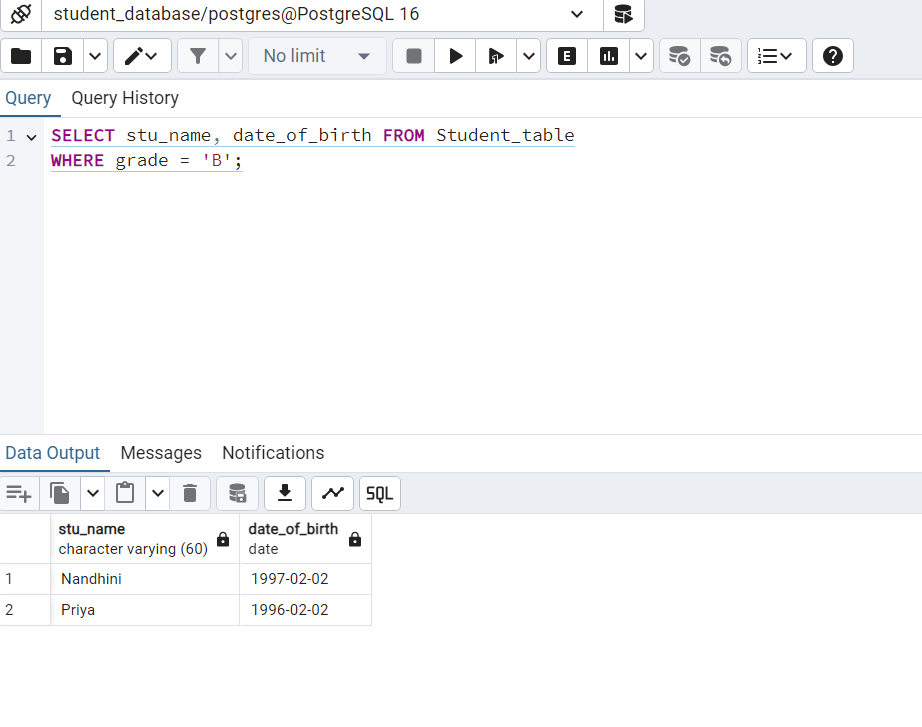 student_database/postgres@PostgreSQL 16
No limit
E
Query Query History
1 SELECT stu_name, date_of_birth FROM Student_table
2 WHERE grade = 'B';
Data Output Messages Notifications
SQL
stu_name date_of_birth
character varying (60) date
1 Nandhini 1997-02-02
2 Priya 1996-02-02